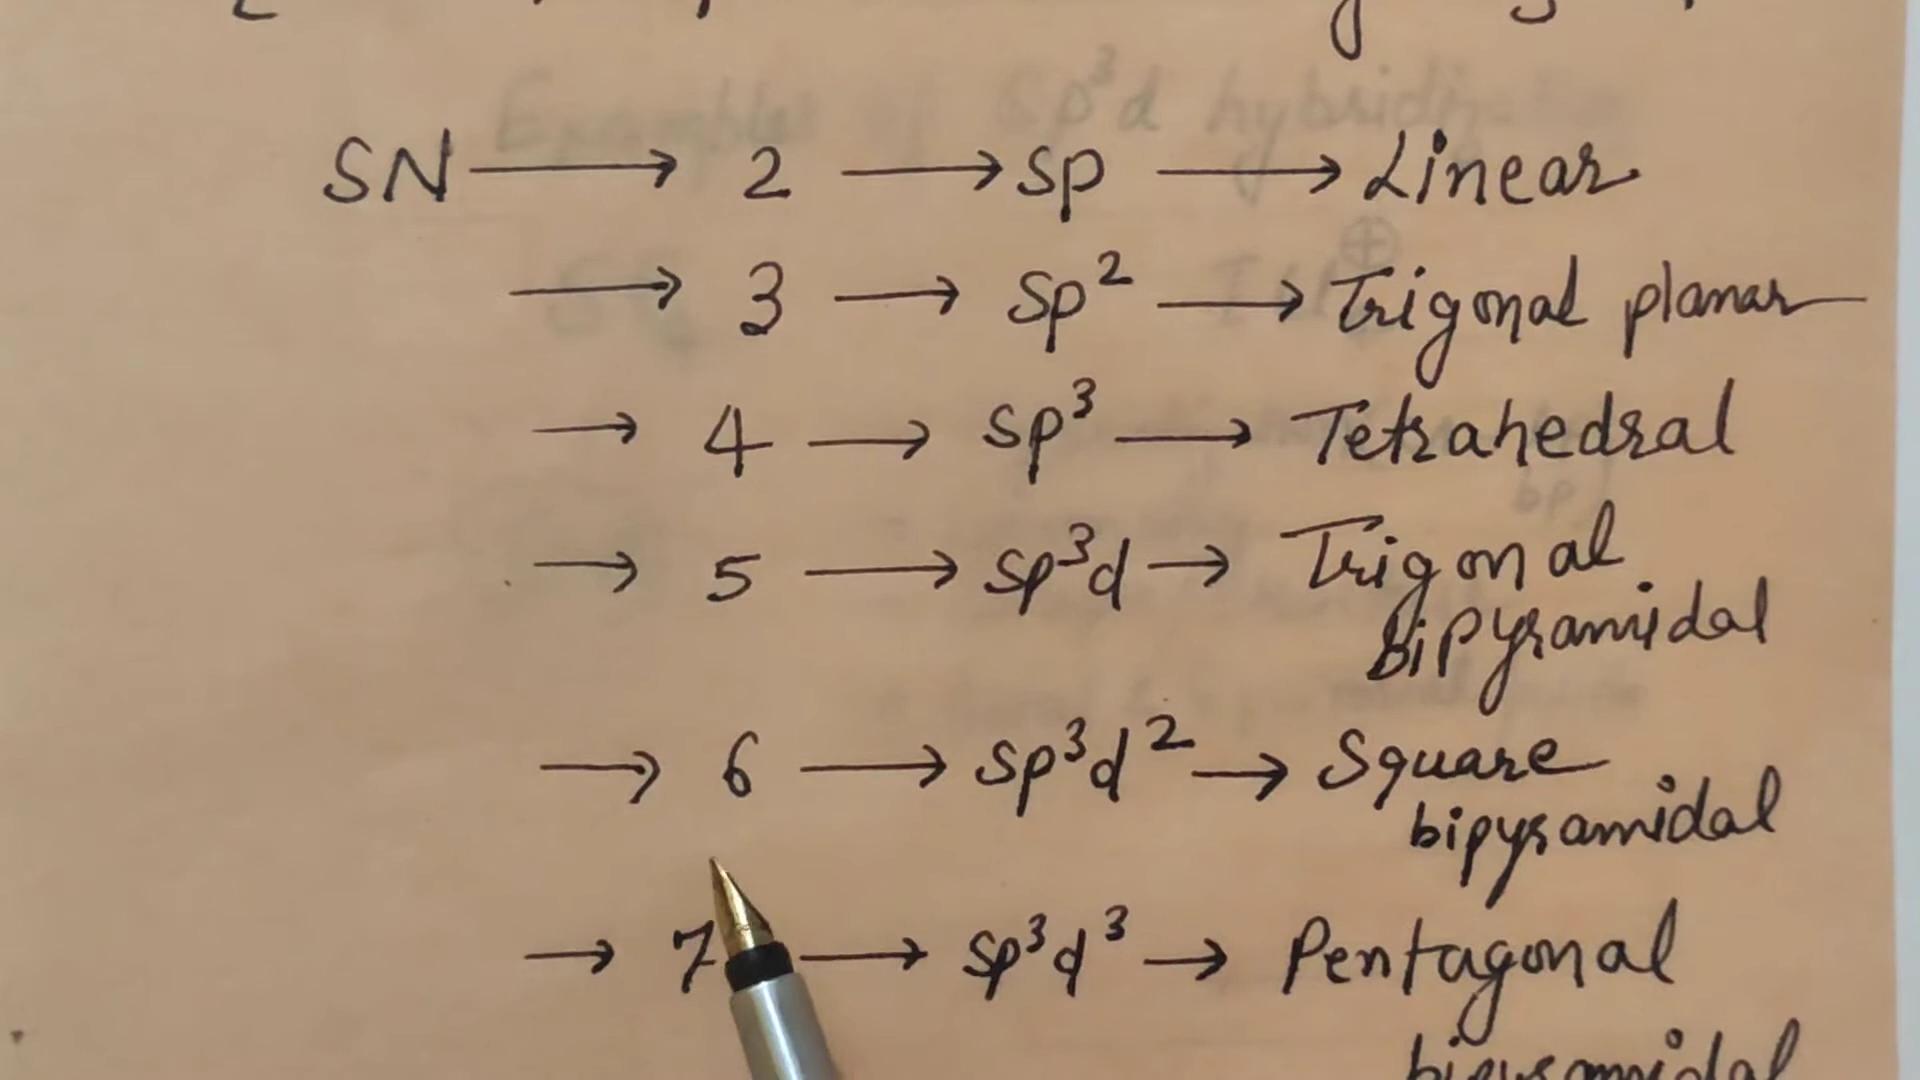 SN → 2 → sp → Linear
→ 3 → sp² → Trigonal planar
→ 4 → sp³ → Tetrahedral
→ 5 → sp³d → Trigonal
bipyramidal
→ 6 → sp³d² → Square
bipyramidal
→ 7 → sp³d³ → Pentagonal
bipyramidal